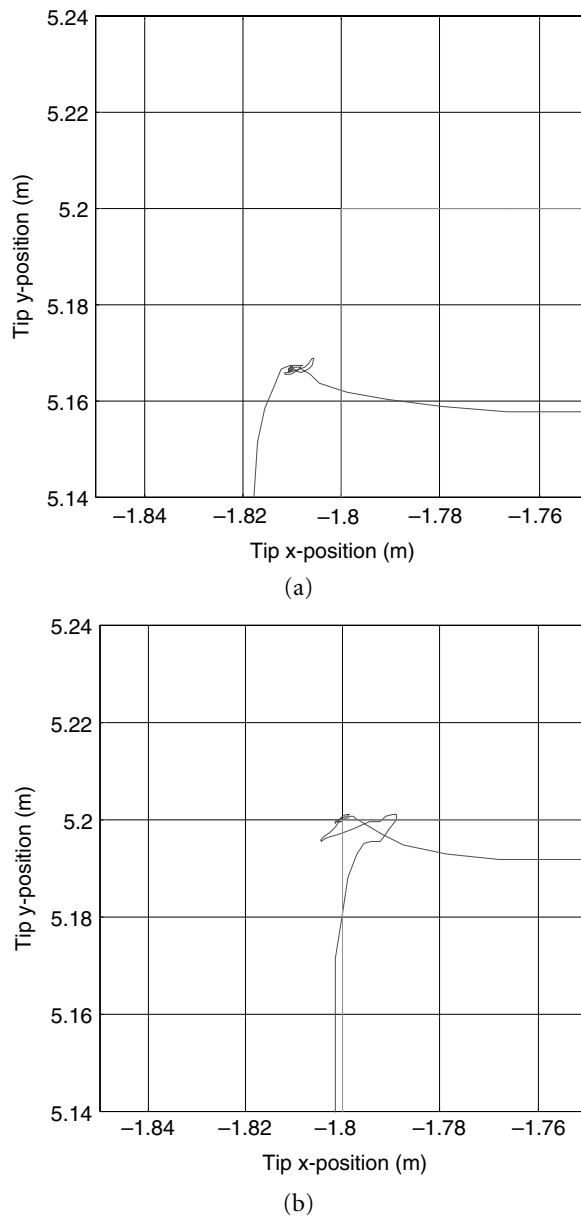 5.24
5.22
5.2
5.18
5.16
5.14
Tip y-position (m)
−1.84 −1.82 −1.8 −1.78 −1.76
Tip x-position (m)
(a)
5.24
5.22
5.2
5.18
5.16
5.14
Tip y-position (m)
−1.84 −1.82 −1.8 −1.78 −1.76
Tip x-position (m)
(b)